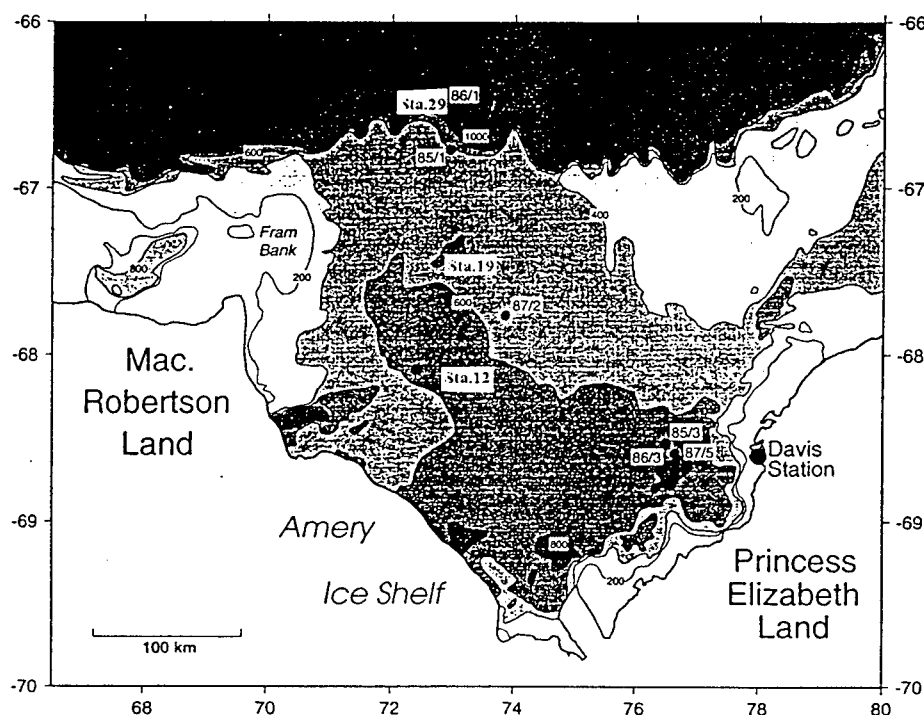 -66
-66
Sta.29
86/1
600
1000
85/1
-67
-67
400
200
Fram
Bank
800
Sta.19
200
600
87/2
-68
-68
Mac.
Robertson
Land
Sta.12
85/3
86/3
87/5
Davis
Station
-69
-69
Amery
800
Princess
Elizabeth
Land
200
Ice Shelf
100 km
-70
-70
68
70
72
74
76
78
80